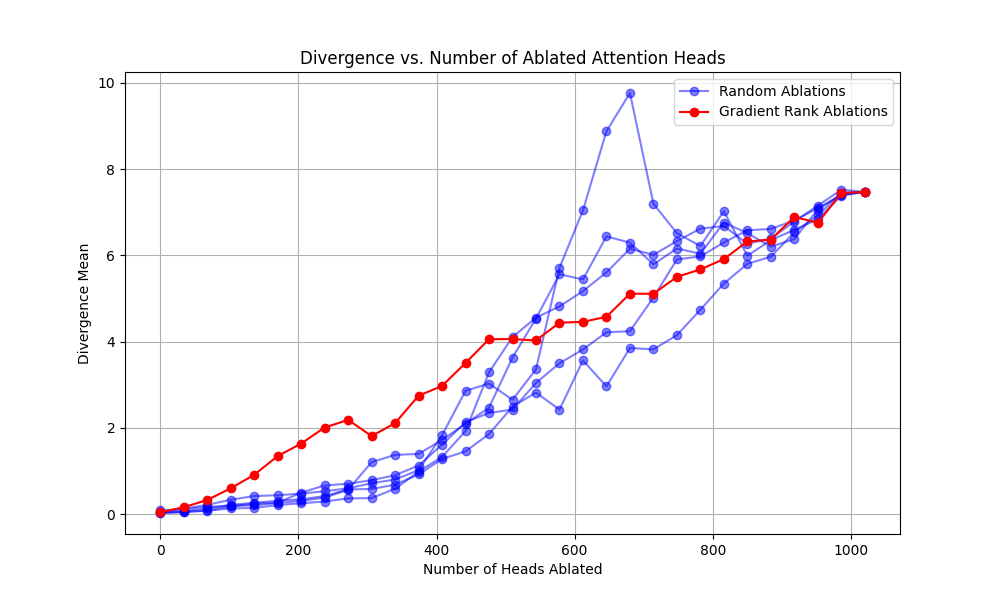 Divergence vs. Number of Ablated Attention Heads
Random Ablations
Gradient Rank Ablations
10
8
6
4
2
0
Divergence Mean
0 200 400 600 800 1000
Number of Heads Ablated